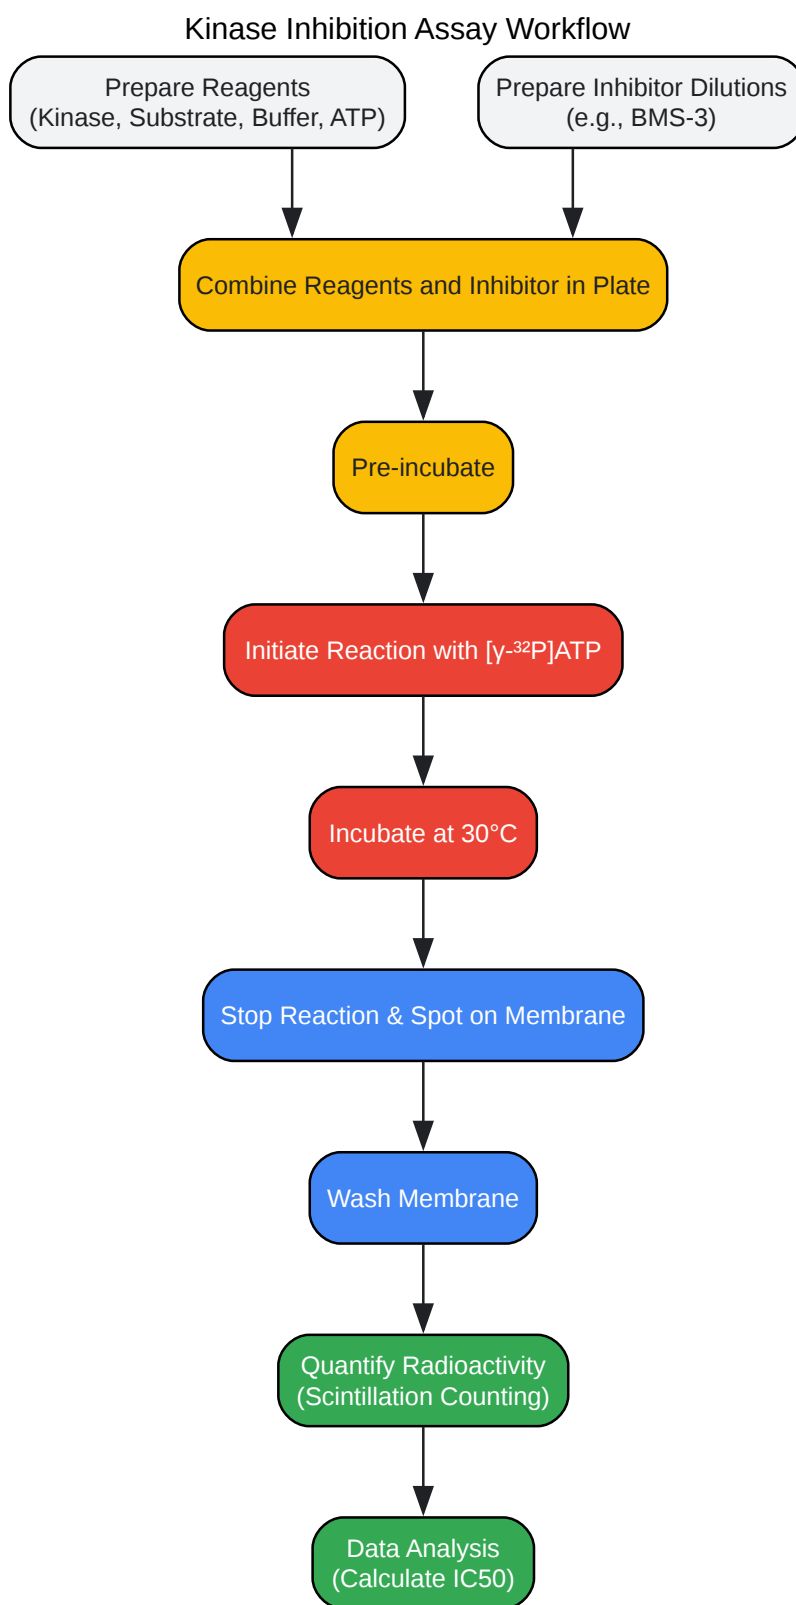 Kinase Inhibition Assay Workflow
Prepare Reagents
(Kinase, Substrate, Buffer, ATP)
Prepare Inhibitor Dilutions
(e.g., BMS-3)
Combine Reagents and Inhibitor in Plate
Pre-incubate
Initiate Reaction with [γ-³²P]ATP
Incubate at 30°C
Stop Reaction & Spot on Membrane
Wash Membrane
Quantify Radioactivity
(Scintillation Counting)
Data Analysis
(Calculate IC50)